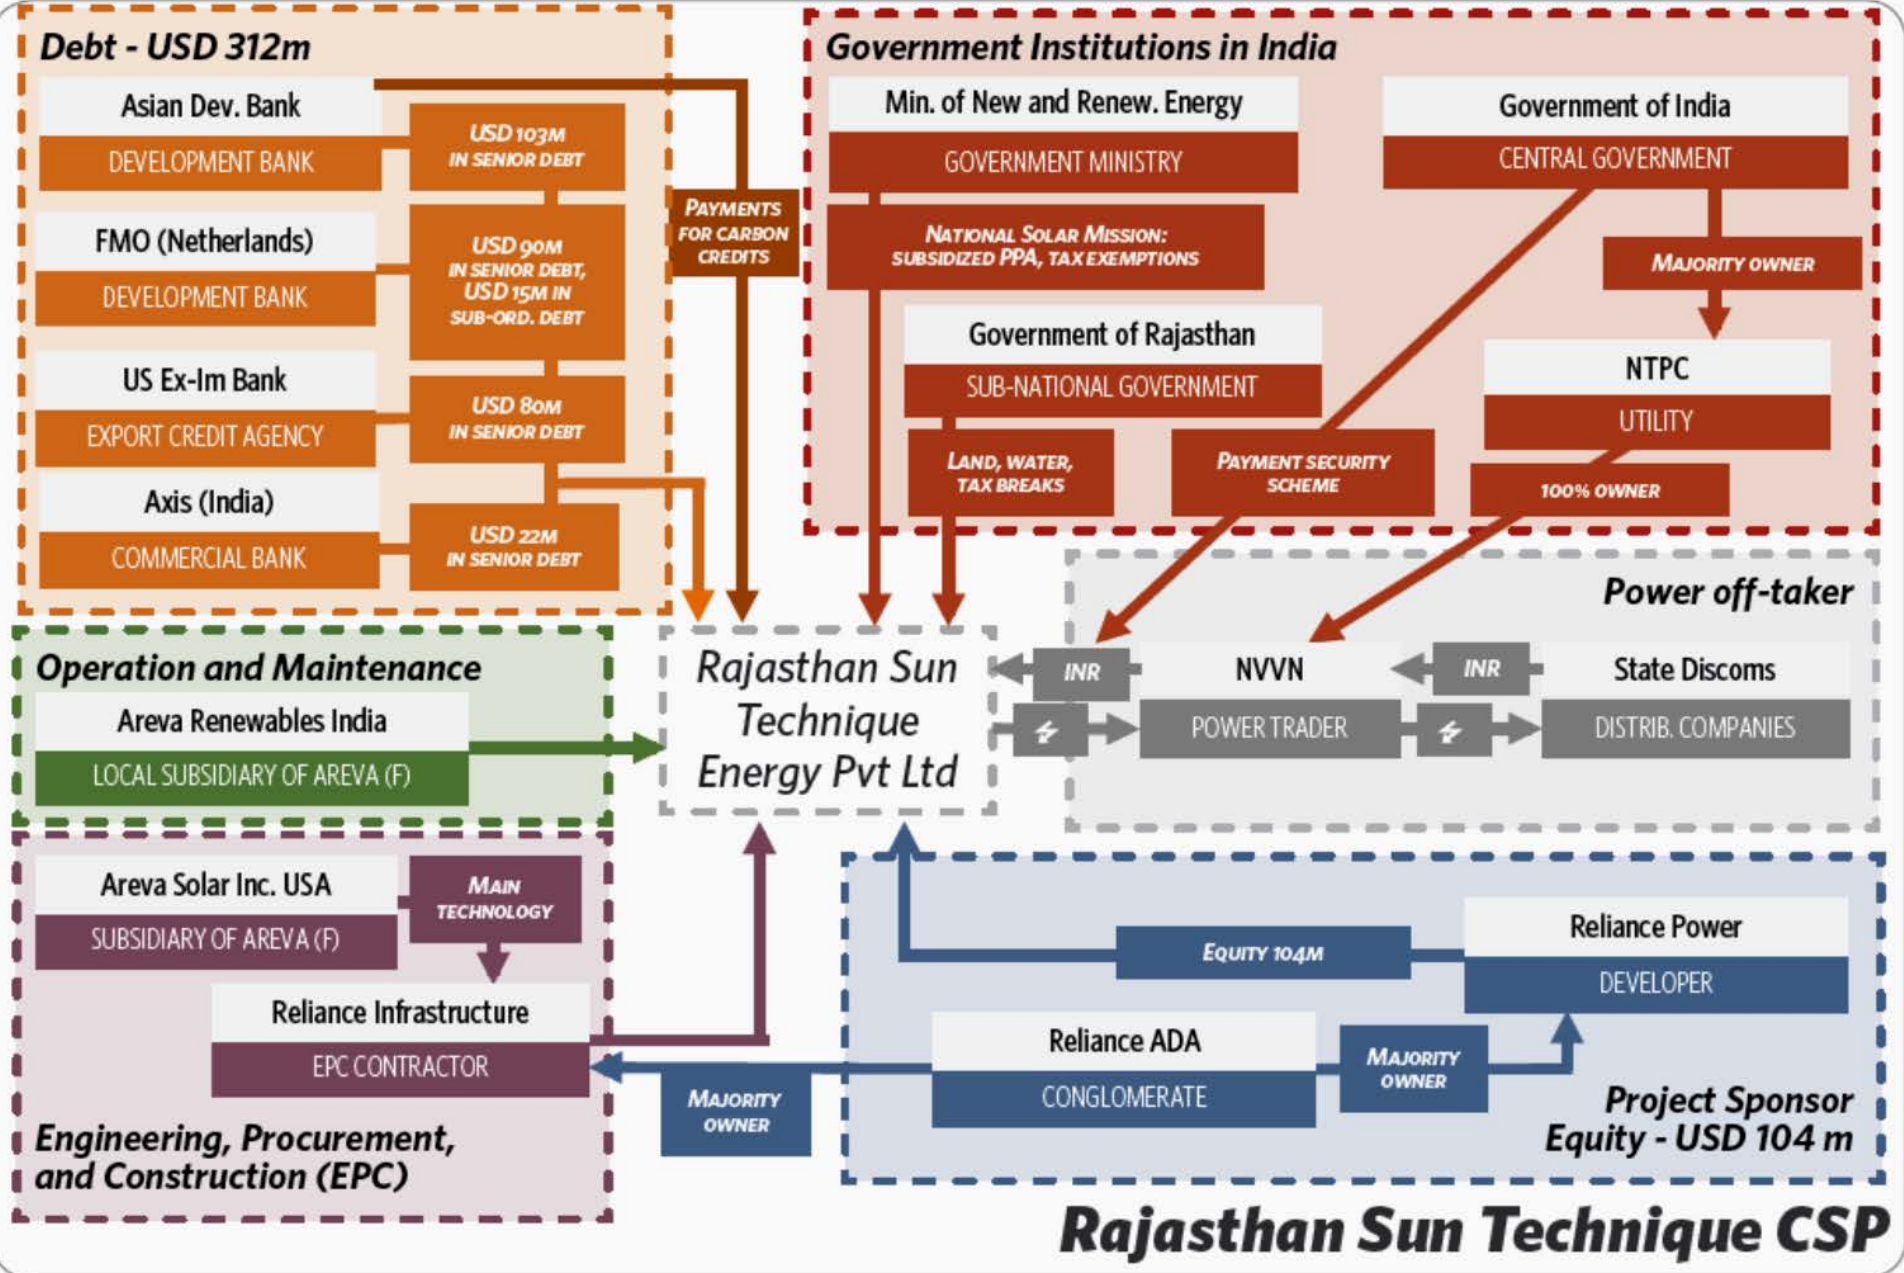 Debt - USD 312m
Asian Dev. Bank
DEVELOPMENT BANK
USD 103M
IN SENIOR DEBT
FMO (Netherlands)
DEVELOPMENT BANK
USD 90M
IN SENIOR DEBT,
USD 15M IN
SUB-ORD. DEBT
US Ex-Im Bank
EXPORT CREDIT AGENCY
USD 80M
IN SENIOR DEBT
Axis (India)
COMMERCIAL BANK
USD 22M
IN SENIOR DEBT
PAYMENTS
FOR CARBON
CREDITS
Government Institutions in India
Min. of New and Renew. Energy
GOVERNMENT MINISTRY
NATIONAL SOLAR MISSION:
SUBSIDIZED PPA, TAX EXEMPTIONS
Government of India
CENTRAL GOVERNMENT
MAJORITY OWNER
Government of Rajasthan
SUB-NATIONAL GOVERNMENT
LAND, WATER,
TAX BREAKS
PAYMENT SECURITY
SCHEME
NTPC
UTILITY
100% OWNER
Operation and Maintenance
Areva Renewables India
LOCAL SUBSIDIARY OF AREVA (F)
Rajasthan Sun
Technique
Energy Pvt Ltd
Power off-taker
INR
NVVN
POWER TRADER
INR
State Discoms
DISTRIB. COMPANIES
Areva Solar Inc. USA
SUBSIDIARY OF AREVA (F)
MAIN
TECHNOLOGY
Reliance Infrastructure
EPC CONTRACTOR
Engineering, Procurement,
and Construction (EPC)
MAJORITY
OWNER
EQUITY 104M
Reliance Power
DEVELOPER
Reliance ADA
CONGLOMERATE
MAJORITY
OWNER
Project Sponsor
Equity - USD 104 m
Rajasthan Sun Technique CSP